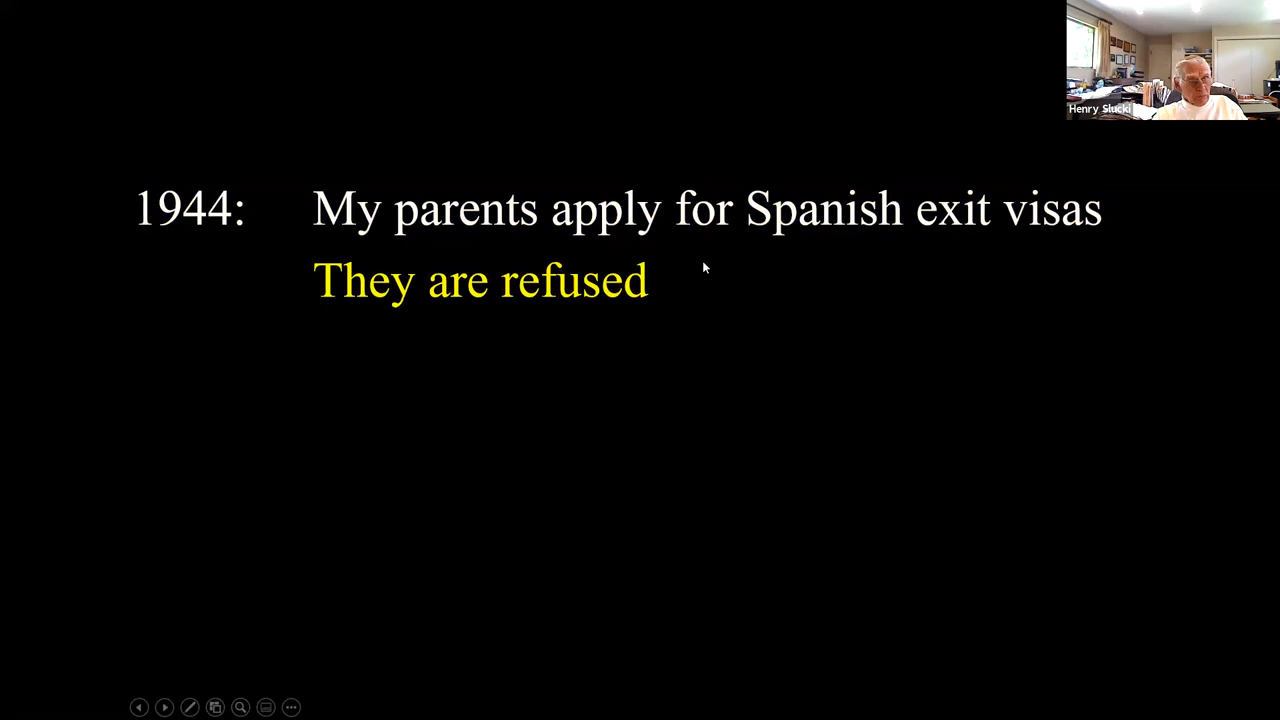 Henry Slucki
1944: My parents apply for Spanish exit visas
They are refused